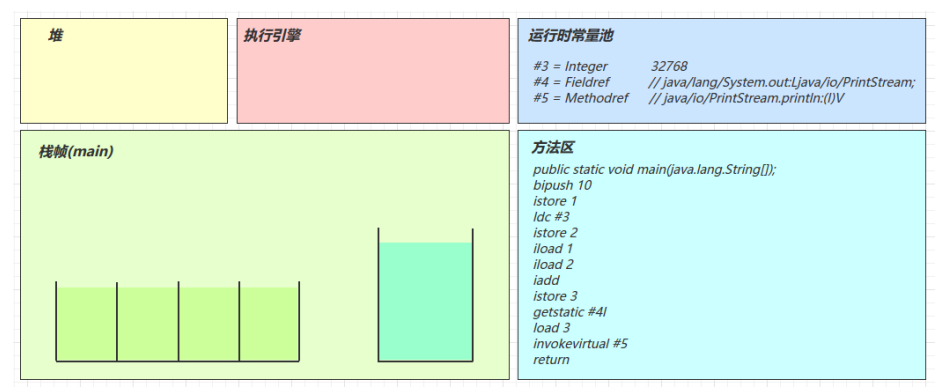 堆
执行引擎
运行时常量池
#3 = Integer 32768
#4 = Fieldref // java/lang/System.out:Ljava/io/PrintStream;
#5 = Methodref // java/io/PrintStream.println:(I)V
栈帧(main)
方法区
public static void main(java.lang.String[]);
bipush 10
istore 1
ldc #3
istore 2
iload 1
iload 2
iadd
istore 3
getstatic #4I
load 3
invokevirtual #5
return